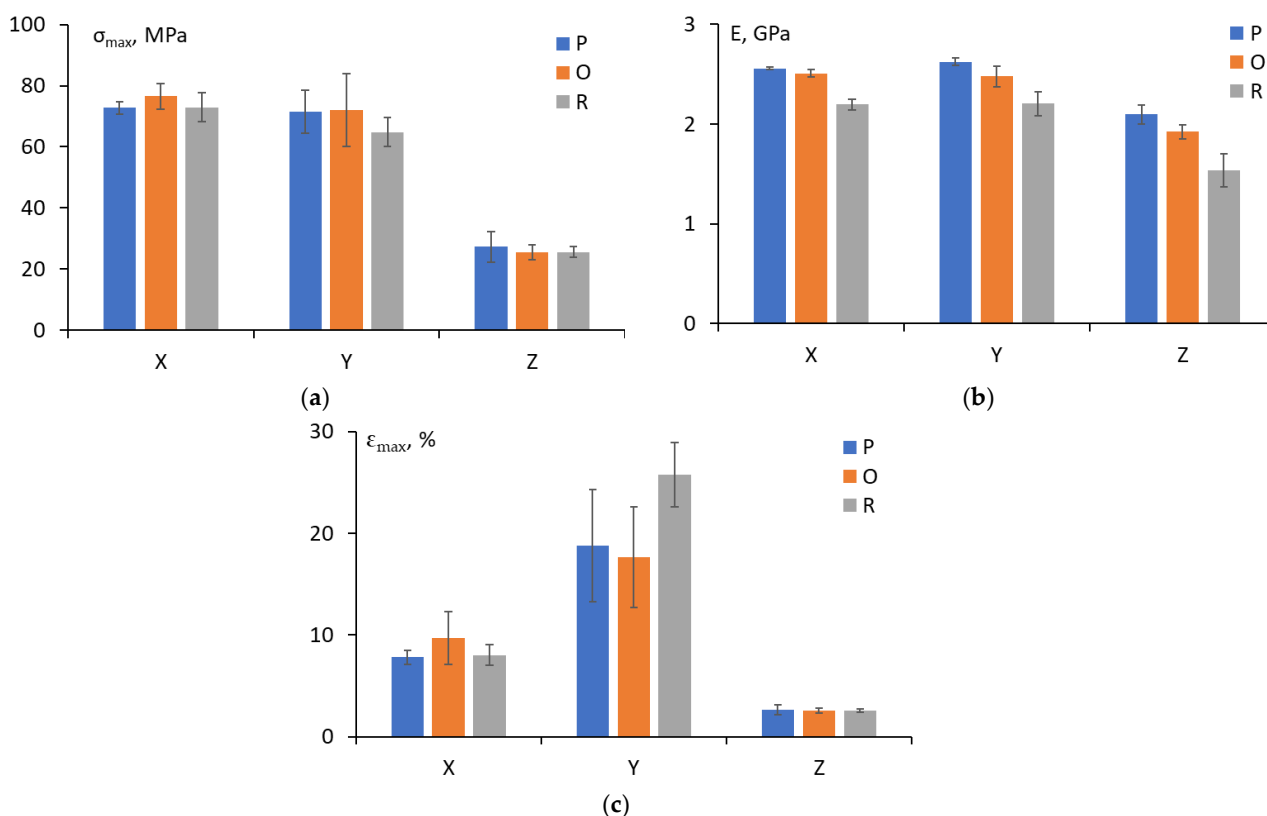 σmax, MPa
P
O
R
100
80
60
40
20
0
X Y Z
(a)
E, GPa
P
O
R
3
2
1
0
X Y Z
(b)
εmax, %
P
O
R
30
20
10
0
X Y Z
(c)